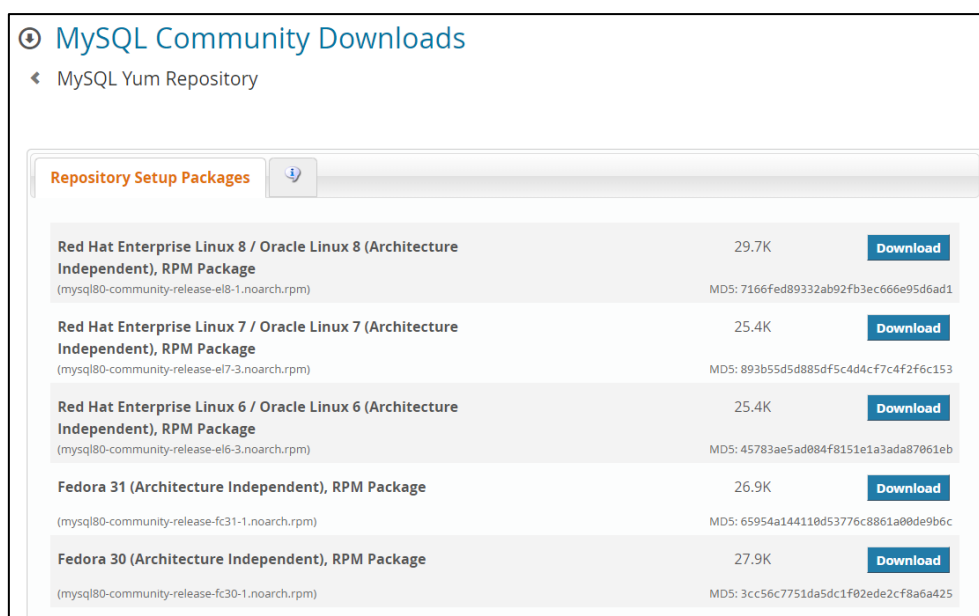 MySQL Community Downloads
MySQL Yum Repository
Repository Setup Packages
Red Hat Enterprise Linux 8 / Oracle Linux 8 (Architecture
Independent), RPM Package
29.7K
Download
(mysql80-community-release-el8-1.noarch.rpm)
MD5: 7166fed89332ab92fb3ec666e95d6ad1
Red Hat Enterprise Linux 7 / Oracle Linux 7 (Architecture
Independent), RPM Package
25.4K
Download
(mysql80-community-release-el7-3.noarch.rpm)
MD5: 893b55d5d885df5c4d4cf7c4f2f6c153
Red Hat Enterprise Linux 6 / Oracle Linux 6 (Architecture
Independent), RPM Package
25.4K
Download
(mysql80-community-release-el6-3.noarch.rpm)
MD5: 45783ae5ad084f8151e1a3ada87061eb
Fedora 31 (Architecture Independent), RPM Package
26.9K
Download
(mysql80-community-release-fc31-1.noarch.rpm)
MD5: 65954a144110d53776c8861a00de9b6c
Fedora 30 (Architecture Independent), RPM Package
27.9K
Download
(mysql80-community-release-fc30-1.noarch.rpm)
MD5: 3cc56c7751da5dc1f02ede2cf8a6a425